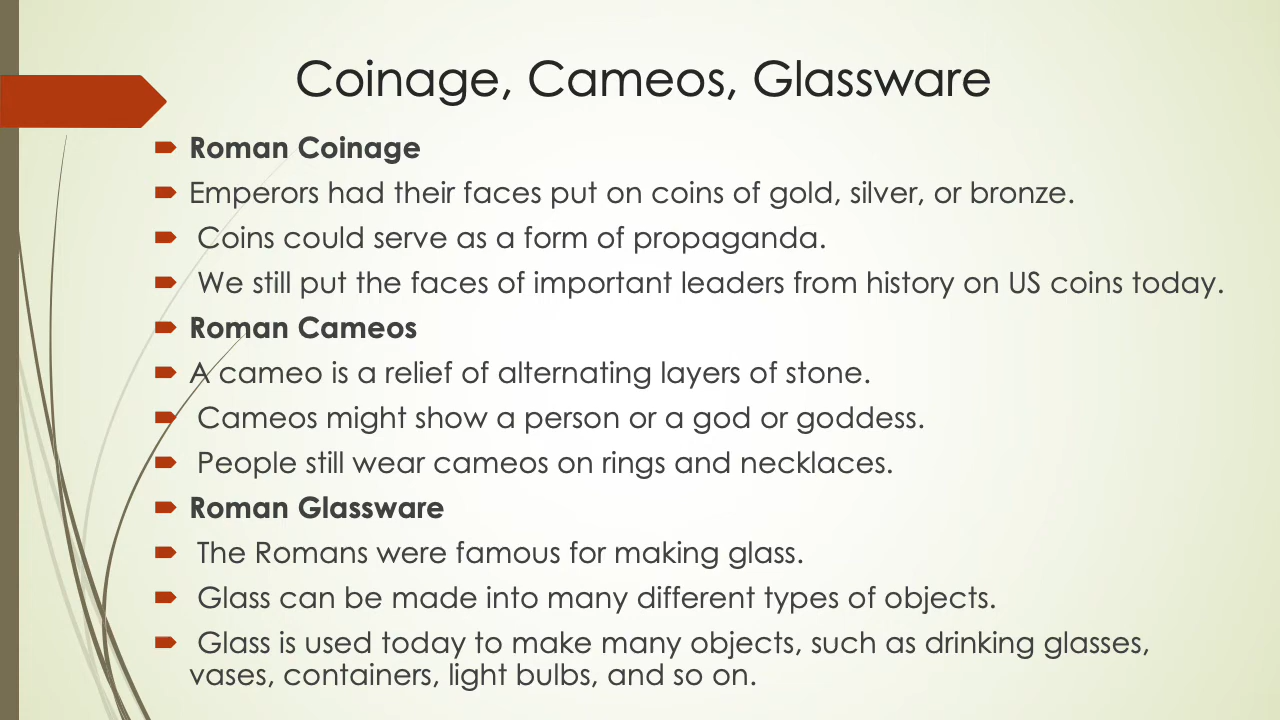 Coinage, Cameos, Glassware
Roman Coinage
Emperors had their faces put on coins of gold, silver, or bronze.
Coins could serve as a form of propaganda.
We still put the faces of important leaders from history on US coins today.
Roman Cameos
A cameo is a relief of alternating layers of stone.
Cameos might show a person or a god or goddess.
People still wear cameos on rings and necklaces.
Roman Glassware
The Romans were famous for making glass.
Glass can be made into many different types of objects.
Glass is used today to make many objects, such as drinking glasses,
vases, containers, light bulbs, and so on.